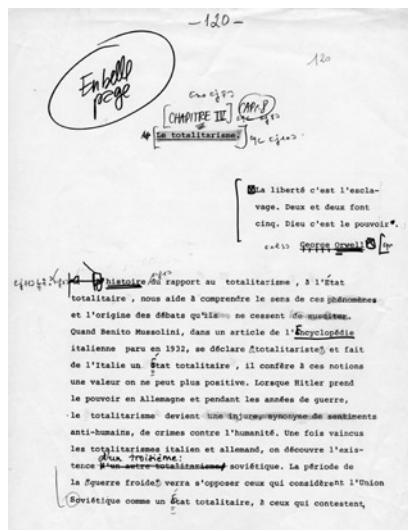 —120—
120
En belle
page
CHAPITRE IV
Le totalitarisme.
La liberté c'est l'escla-
vage. Deux et deux font
cinq. Dieu c'est le pouvoir".
George Orwell
histoire du rapport au totalitarisme, à l'État
totalitaire, nous aide à comprendre le sens de ces phénomènes
et l'origine des débats qu'ils ne cessent de susciter.
Quand Benito Mussolini, dans un article de l'Encyclopédie
italienne paru en 1932, se déclare "totalitariste" et fait
de l'Italie un État totalitaire, il confère à ces notions
une valeur on ne peut plus positive. Lorsque Hitler prend
le pouvoir en Allemagne et pendant les années de guerre,
le totalitarisme devient une injure, synonyme de sentiments
anti-humains, de crimes contre l'humanité. Une fois vaincus
les totalitarismes italien et allemand, on découvre l'exis-
d'un troisième:
tence d'un autre totalitarisme, soviétique. La période de
la "guerre froide" verra s'opposer ceux qui considèrent l'Union
Soviétique comme un État totalitaire, à ceux qui contestent,